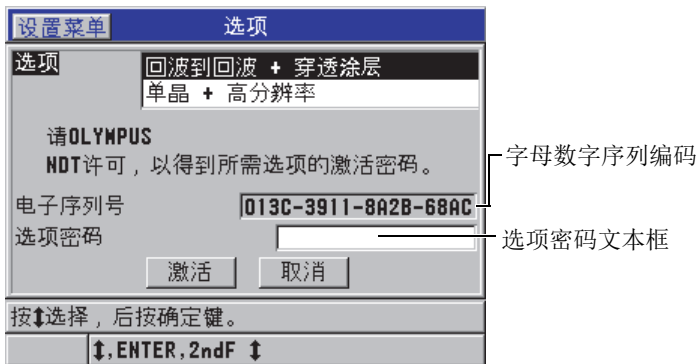 设置菜单 选项
选项 回波到回波 + 穿透涂层
单晶 + 高分辨率
请OLYMPUS
NDT许可，以得到所需选项的激活密码。
字母数字序列编码
电子序列号 013C-3911-8A2B-68AC
选项密码
选项密码文本框
激活 取消
按↕选择，后按确定键。
↕,ENTER,2ndF ↕